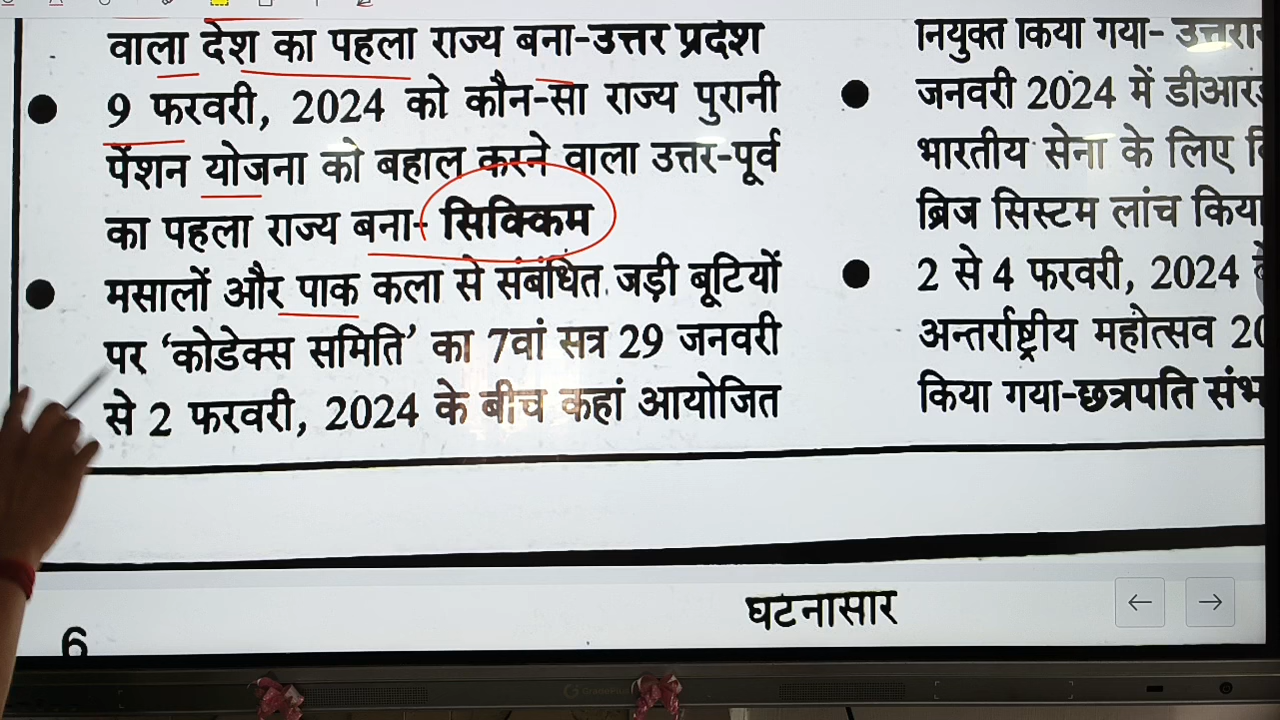 वाला देश का पहला राज्य बना-उत्तर प्रदेश
9 फरवरी, 2024 को कौन-सा राज्य पुरानी
पेंशन योजना को बहाल करने वाला उत्तर-पूर्व
का पहला राज्य बना- सिक्किम
मसालों और पाक कला से संबंधित जड़ी बूटियों
पर ‘कोडेक्स समिति’ का 7वां सत्र 29 जनवरी
से 2 फरवरी, 2024 के बीच कहां आयोजित
नियुक्त किया गया-
जनवरी 2024 में
भारतीय सेना के लिए
ब्रिज सिस्टम लांच किया
2 से 4 फरवरी, 2024
अन्तर्राष्ट्रीय महोत्सव
किया गया-छत्रपति
घटनासार
6